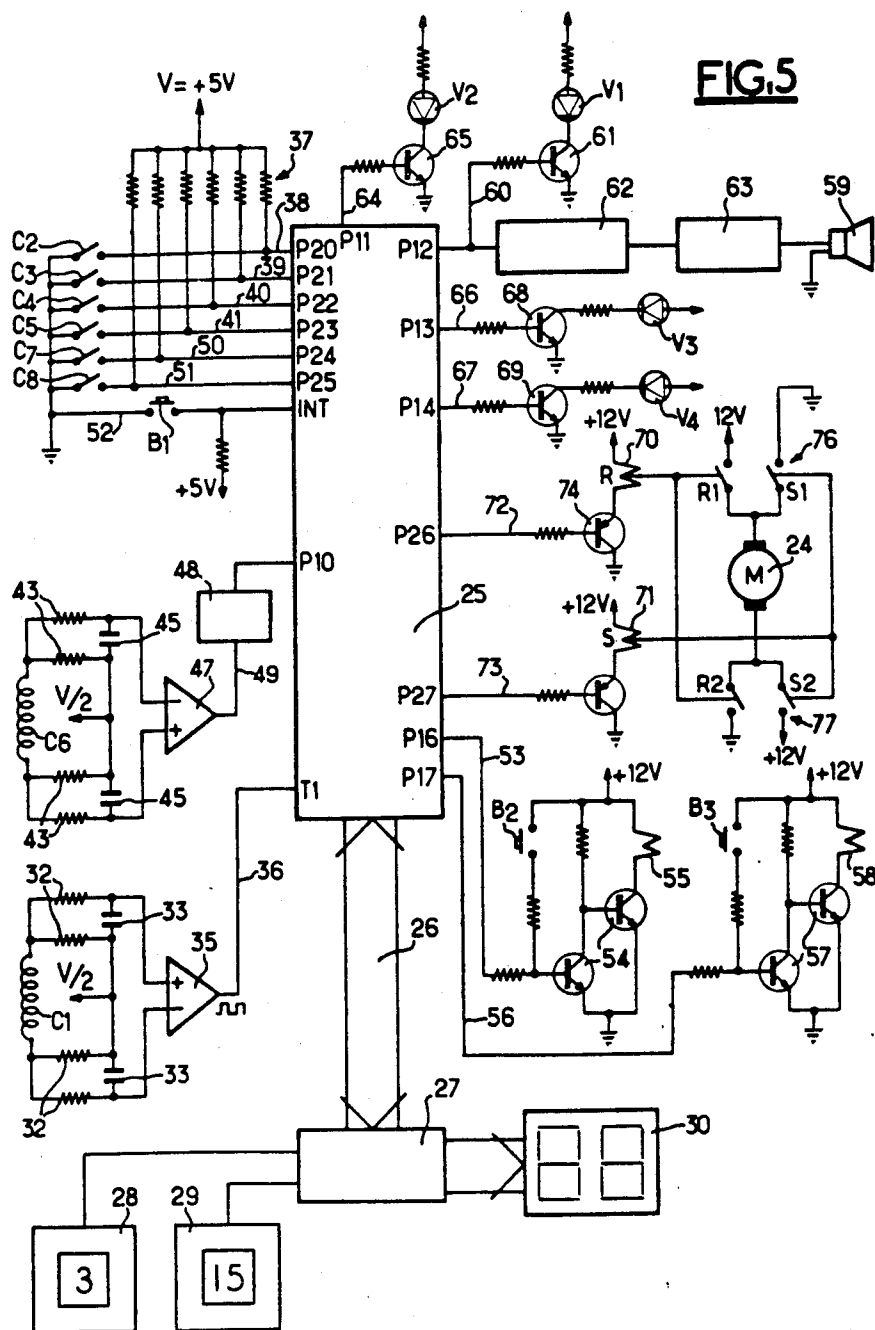 FIG.5
V2
V1
V= +5V
65
61
37
64
60
62
63
59
38
P11
C2
P20
P12
C3
39
P21
C4
40
P22
66
68
C5
41
P23
P13
V3
C7
50
P24
C8
51
P25
67
69
P14
V4
52
B1
INT
+12V
70
12V
76
+5V
R
R1
S1
74
72
P26
24
M
48
P10
25
43
45
49
+12V
71
S
47
V/2
C6
73
P27
R2
S2
77
+12V
P16
53
P17
43
45
T1
+12V
+12V
B2
B3
36
55
58
32
33
35
26
54
57
V/2
C1
56
32
33
27
30
28
29
3
15